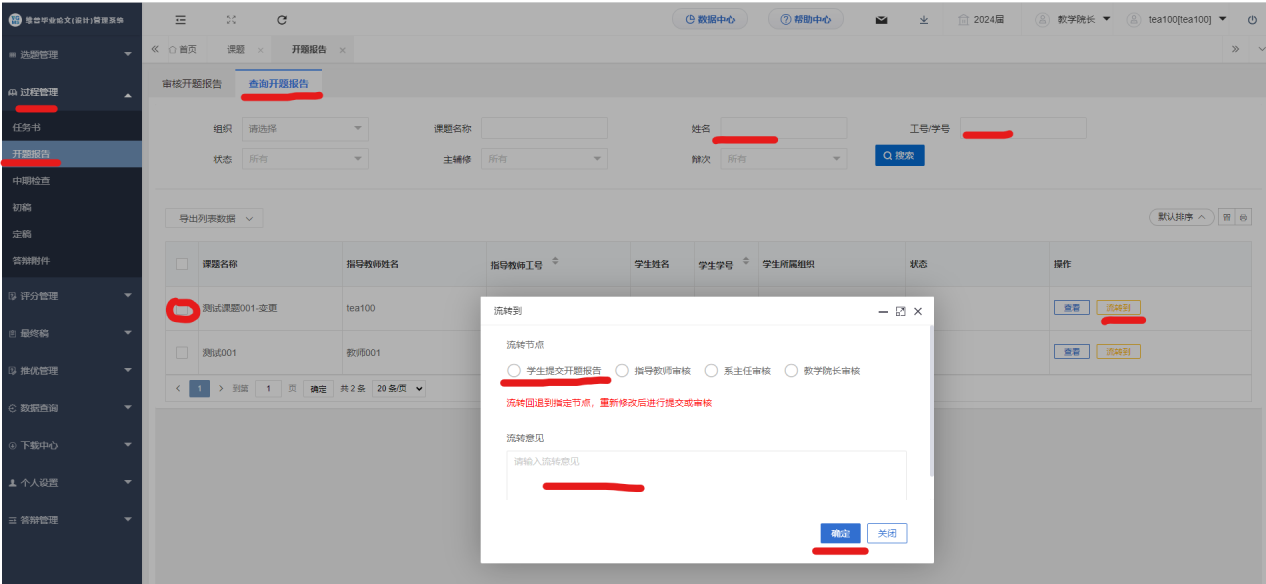 慧云毕业论文(设计)管理系统
数据中心 帮助中心 2024届 教学院长 tea100[tea100]
选题管理
过程管理
任务书
开题报告
中期检查
初稿
定稿
答辩附件
评分管理
最终稿
推优管理
数据查询
下载中心
个人设置
答辩管理
首页 课题 × 开题报告 ×
审核开题报告 查询开题报告
组织 请选择 课题名称 姓名 工号/学号
状态 所有 主辅修 所有 辩次 所有 搜索
导出列表数据 默认排序
课题名称 指导教师姓名 指导教师工号 学生姓名 学生学号 学生所属组织 状态 操作
测试课题001-变更 tea100 查看 流转到
测试001 教师001 查看 流转到
1 到第 1 页 确定 共 2 条 20 条/页
流转到
流转节点
学生提交开题报告 指导教师审核 系主任审核 教学院长审核
流转回退到指定节点，重新修改后进行提交或审核
流转意见
请输入流转意见
确定 关闭